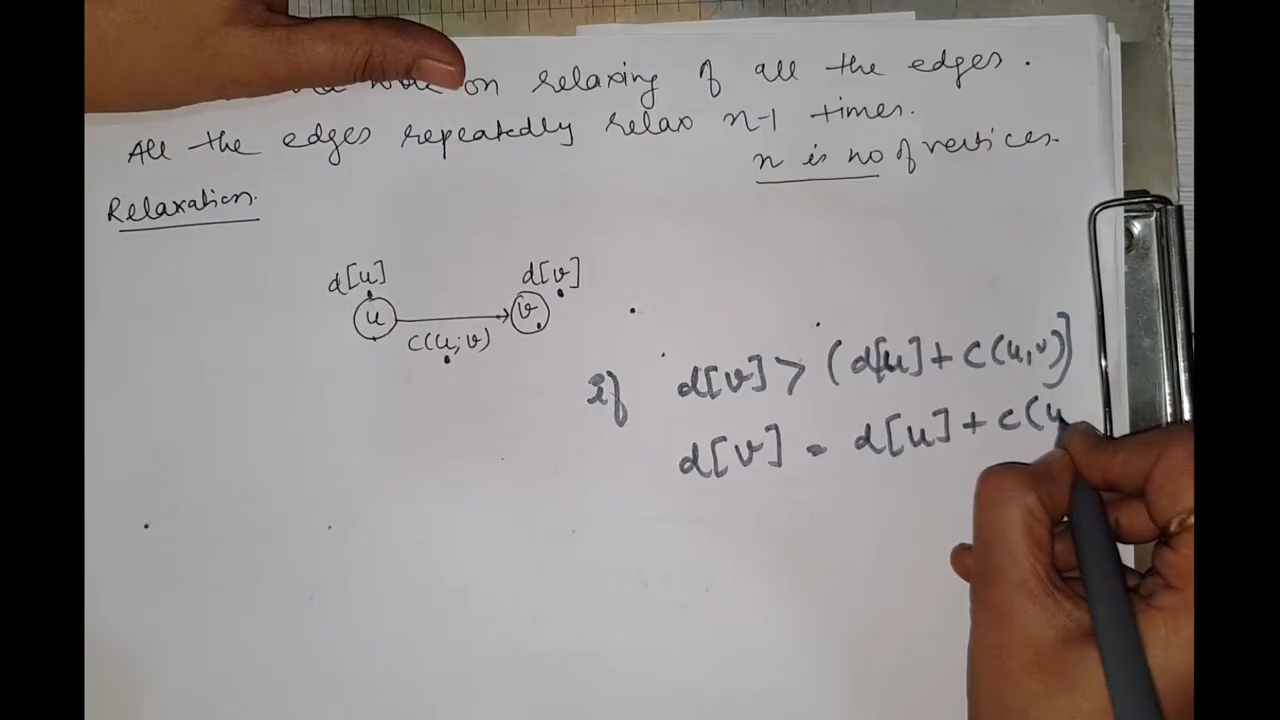 on relaxing of all the edges.
All the edges repeatedly relax n-1 times.
n is no of vertices.
Relaxation.
d[u] d[v]
u v
c(u,v)
if d[v] > (d[u] + c(u,v)]
d[v] = d[u] + c(u